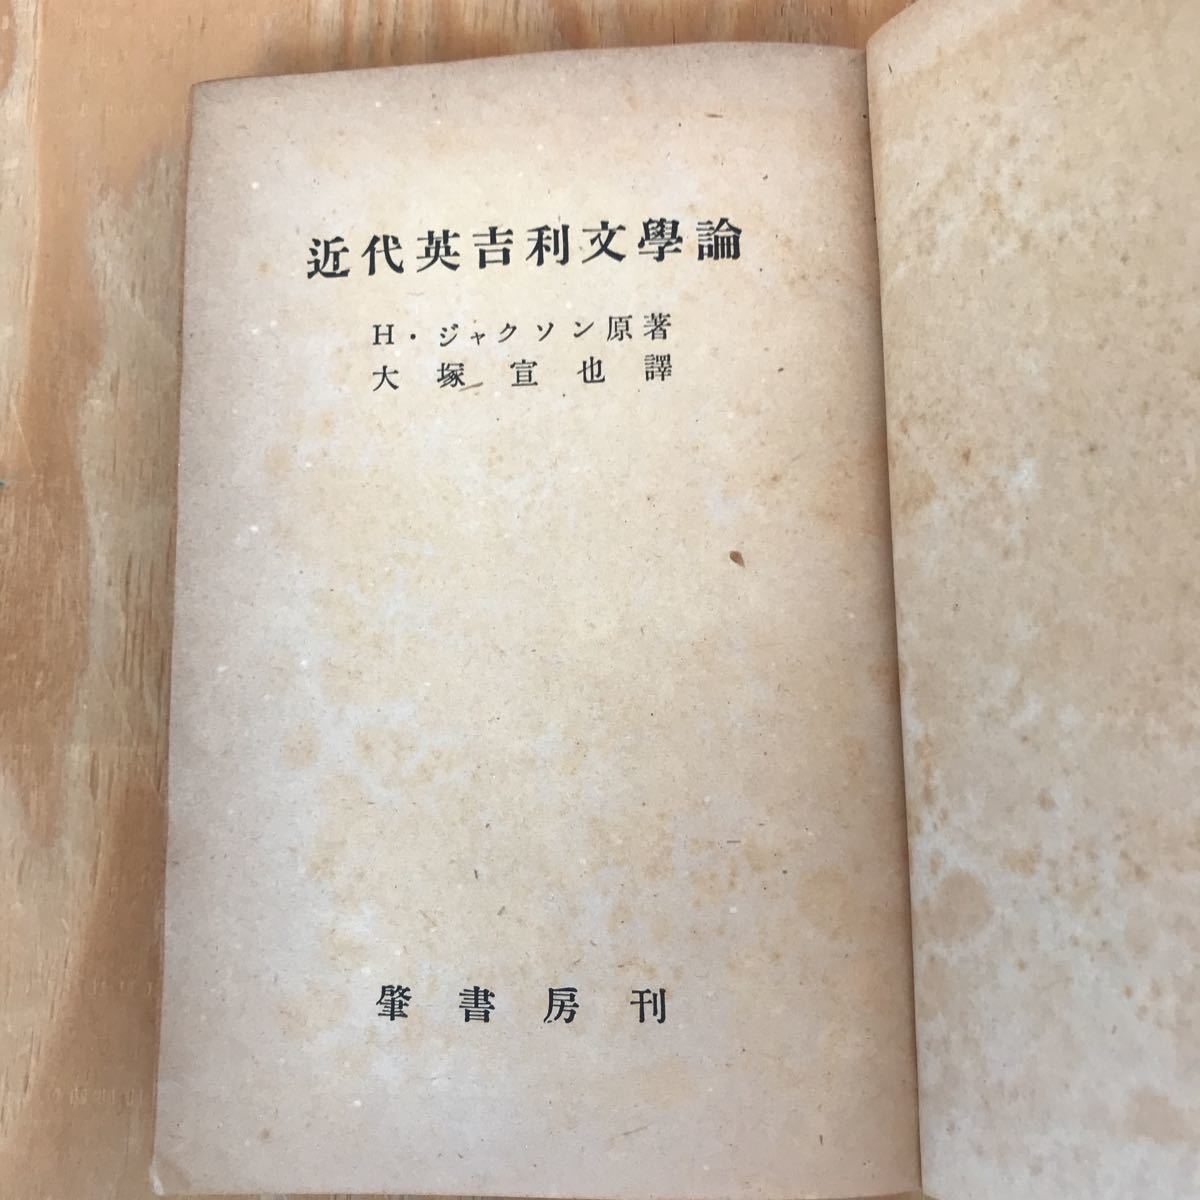 近代英吉利文學論
H・ジャクソン原著
大塚宣也譯
肇書房刊